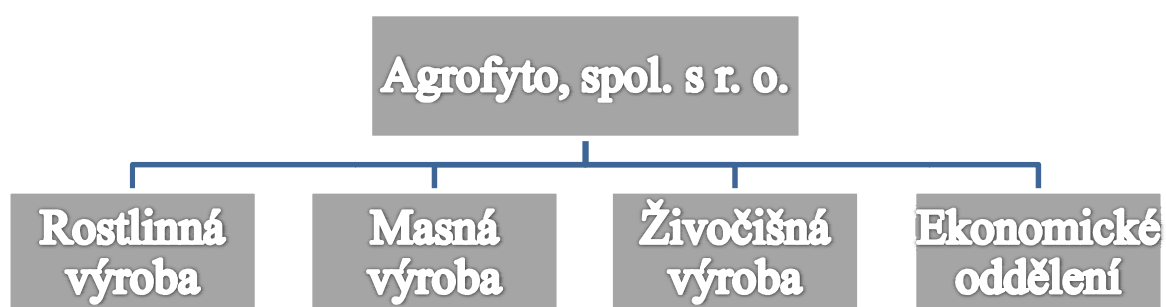 Agrofyto, spol. s r. o.
Rostlinná
výroba
Masná
výroba
Živočišná
výroba
Ekonomické
oddělení